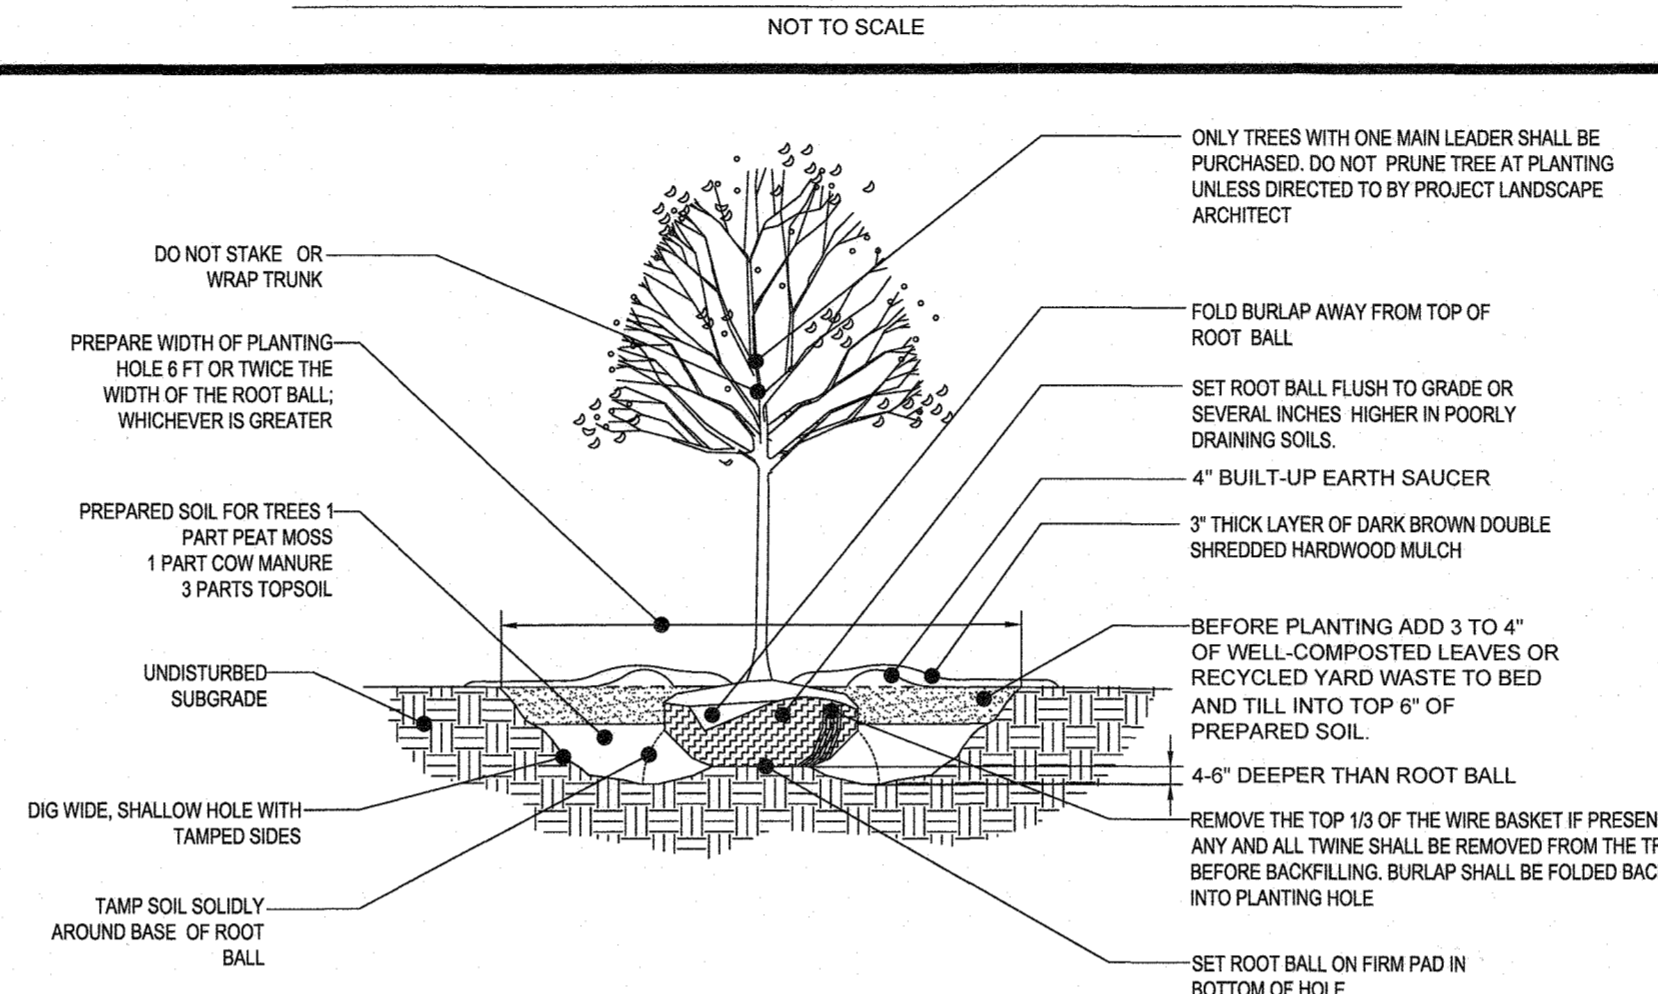 NOT TO SCALE
DO NOT STAKE OR
WRAP TRUNK
PREPARE WIDTH OF PLANTING
HOLE 6 FT OR TWICE THE
WIDTH OF THE ROOT BALL;
WHICHEVER IS GREATER
PREPARED SOIL FOR TREES 1
PART PEAT MOSS
1 PART COW MANURE
3 PARTS TOPSOIL
UNDISTURBED
SUBGRADE
DIG WIDE, SHALLOW HOLE WITH
TAMPED SIDES
TAMP SOIL SOLIDLY
AROUND BASE OF ROOT
BALL
ONLY TREES WITH ONE MAIN LEADER SHALL BE
PURCHASED. DO NOT PRUNE TREE AT PLANTING
UNLESS DIRECTED TO BY PROJECT LANDSCAPE
ARCHITECT
FOLD BURLAP AWAY FROM TOP OF
ROOT BALL
SET ROOT BALL FLUSH TO GRADE OR
SEVERAL INCHES HIGHER IN POORLY
DRAINING SOILS.
4" BUILT-UP EARTH SAUCER
3" THICK LAYER OF DARK BROWN DOUBLE
SHREDDED HARDWOOD MULCH
BEFORE PLANTING ADD 3 TO 4"
OF WELL-COMPOSTED LEAVES OR
RECYCLED YARD WASTE TO BED
AND TILL INTO TOP 6" OF
PREPARED SOIL.
4-6" DEEPER THAN ROOT BALL
REMOVE THE TOP 1/3 OF THE WIRE BASKET IF PRESEN
ANY AND ALL TWINE SHALL BE REMOVED FROM THE TR
BEFORE BACKFILLING. BURLAP SHALL BE FOLDED BAC
INTO PLANTING HOLE
SET ROOT BALL ON FIRM PAD IN
BOTTOM OF HOLE